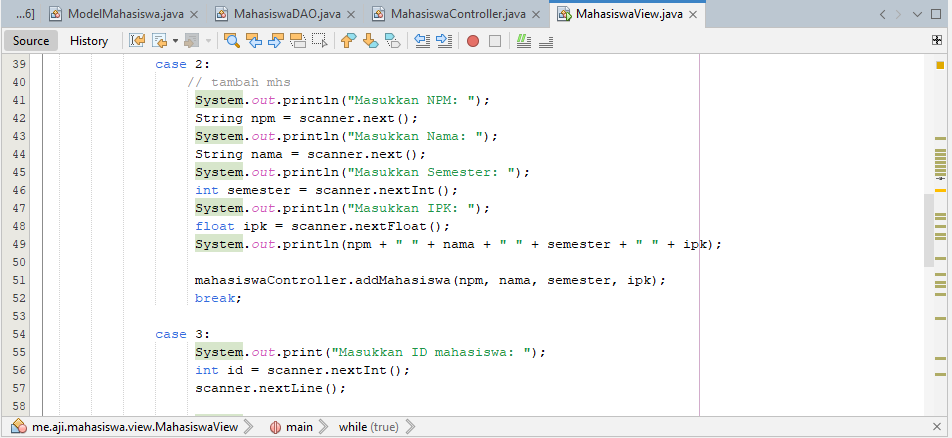 ...6] ModelMahasiswa.java MahasiswaDAO.java MahasiswaController.java MahasiswaView.java
Source History
39 case 2:
40 // tambah mhs
41 System.out.println("Masukkan NPM: ");
42 String npm = scanner.next();
43 System.out.println("Masukkan Nama: ");
44 String nama = scanner.next();
45 System.out.println("Masukkan Semester: ");
46 int semester = scanner.nextInt();
47 System.out.println("Masukkan IPK: ");
48 float ipk = scanner.nextFloat();
49 System.out.println(npm + " " + nama + " " + semester + " " + ipk);
50
51 mahasiswaController.addMahasiswa(npm, nama, semester, ipk);
52 break;
53
54 case 3:
55 System.out.print("Masukkan ID mahasiswa: ");
56 int id = scanner.nextInt();
57 scanner.nextLine();
58
me.aji.mahasiswa.view.MahasiswaView main while (true)